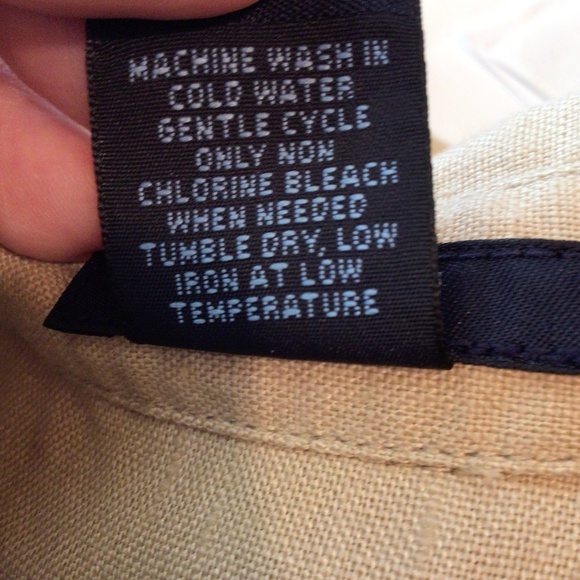 MACHINE WASH IN
COLD WATER
GENTLE CYCLE
ONLY NON
CHLORINE BLEACH
WHEN NEEDED
TUMBLE DRY, LOW
IRON AT LOW
TEMPERATURE